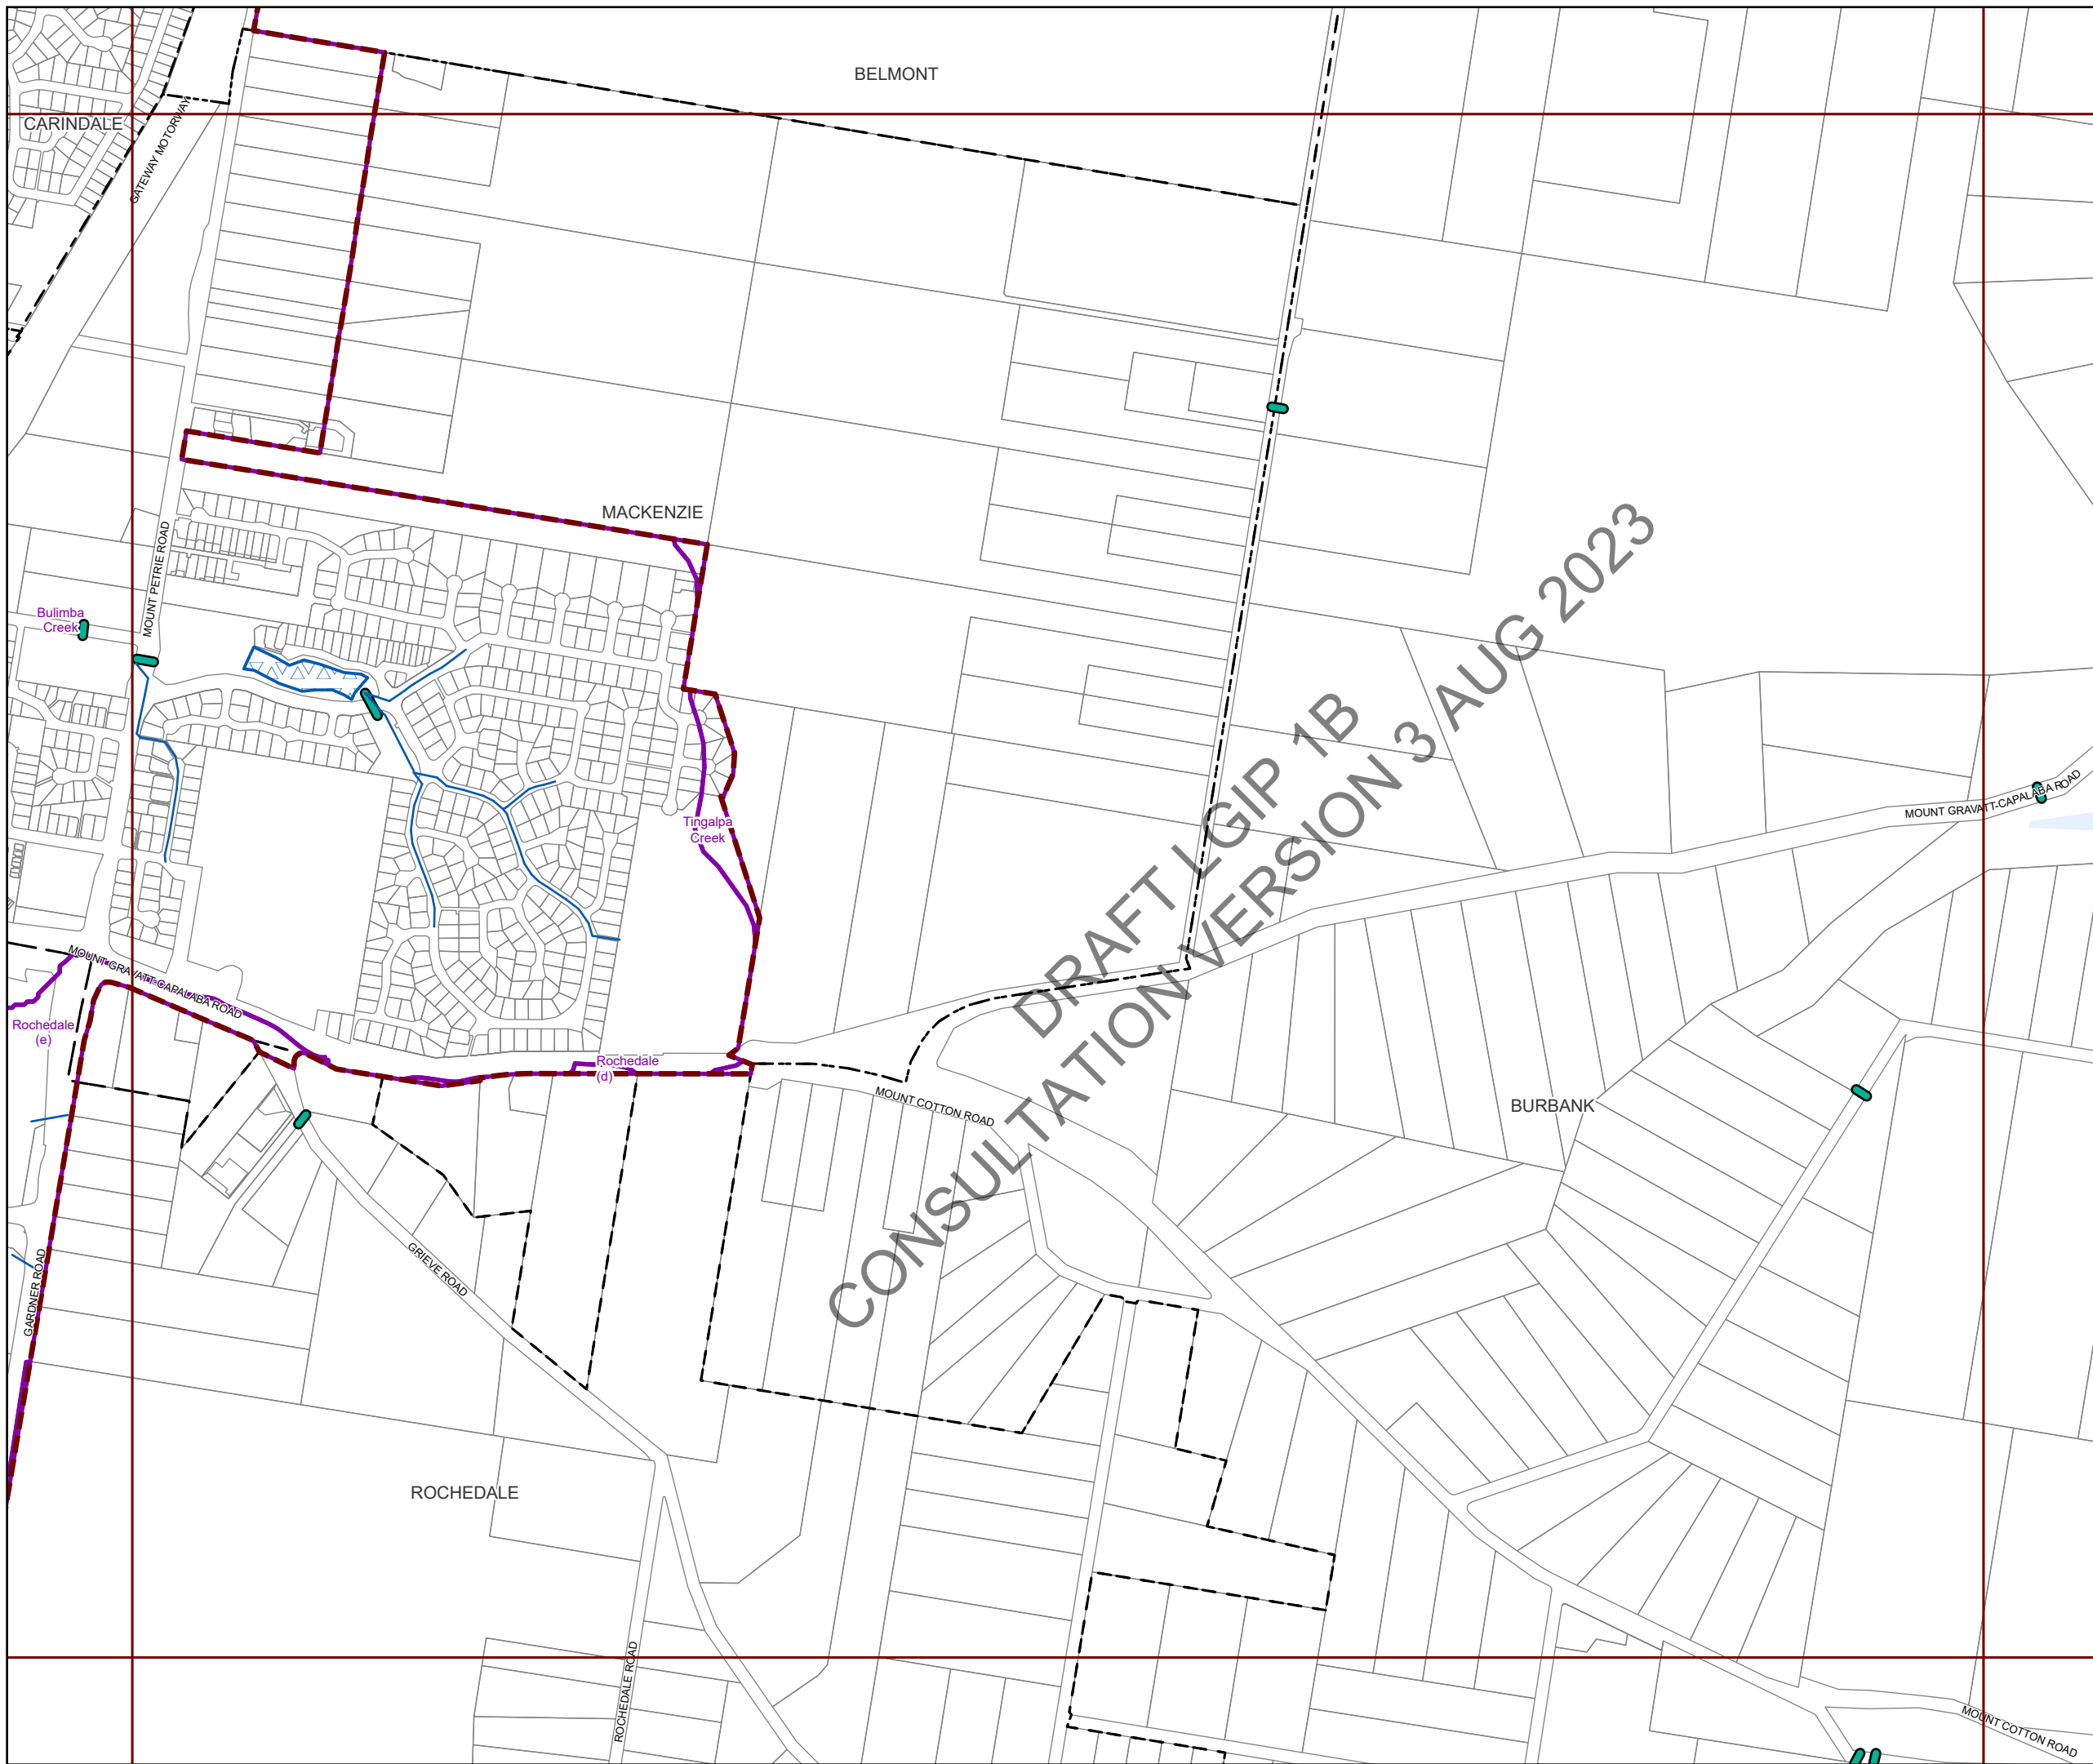 BELMONT
CARINDALE
GATEWAY MOTORWAY
MACKENZIE
MOUNT PETRIE ROAD
Bulimba
Creek
Tingalpa
Creek
MOUNT GRAVATT-CAPALABA ROAD
DRAFT LGIP 1B
CONSULTATION VERSION 3 AUG 2023
MOUNT GRAVATT-CAPALABA ROAD
Rochedale
(e)
Rochedale
(d)
MOUNT COTTON ROAD
BURBANK
GARDNER ROAD
GRIEVE ROAD
ROCHEDALE
ROCHEDALE ROAD
MOUNT COTTON ROAD